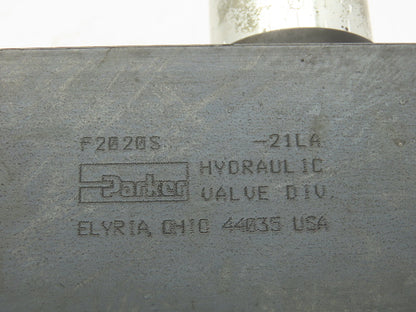 F2020S -21LA
Parker HYDRAULIC
VALVE DIV.
ELYRIA, OHIO 44035 USA